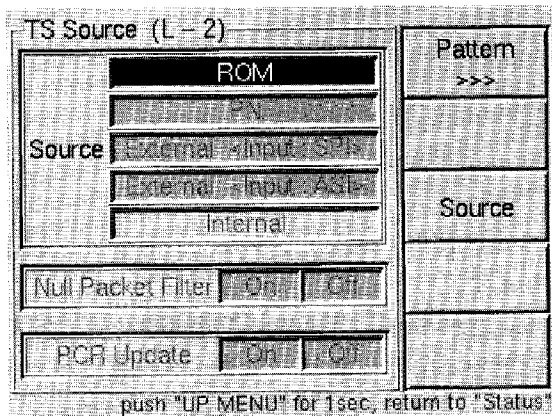 TS Source (L – 2)
Source
ROM
PN
External <Input : SPI>
External <Input : ASI>
Internal
Null Packet Filter On Off
PCR Update On Off
Pattern
>>>
Source
push "UP MENU" for 1sec. return to "Status"